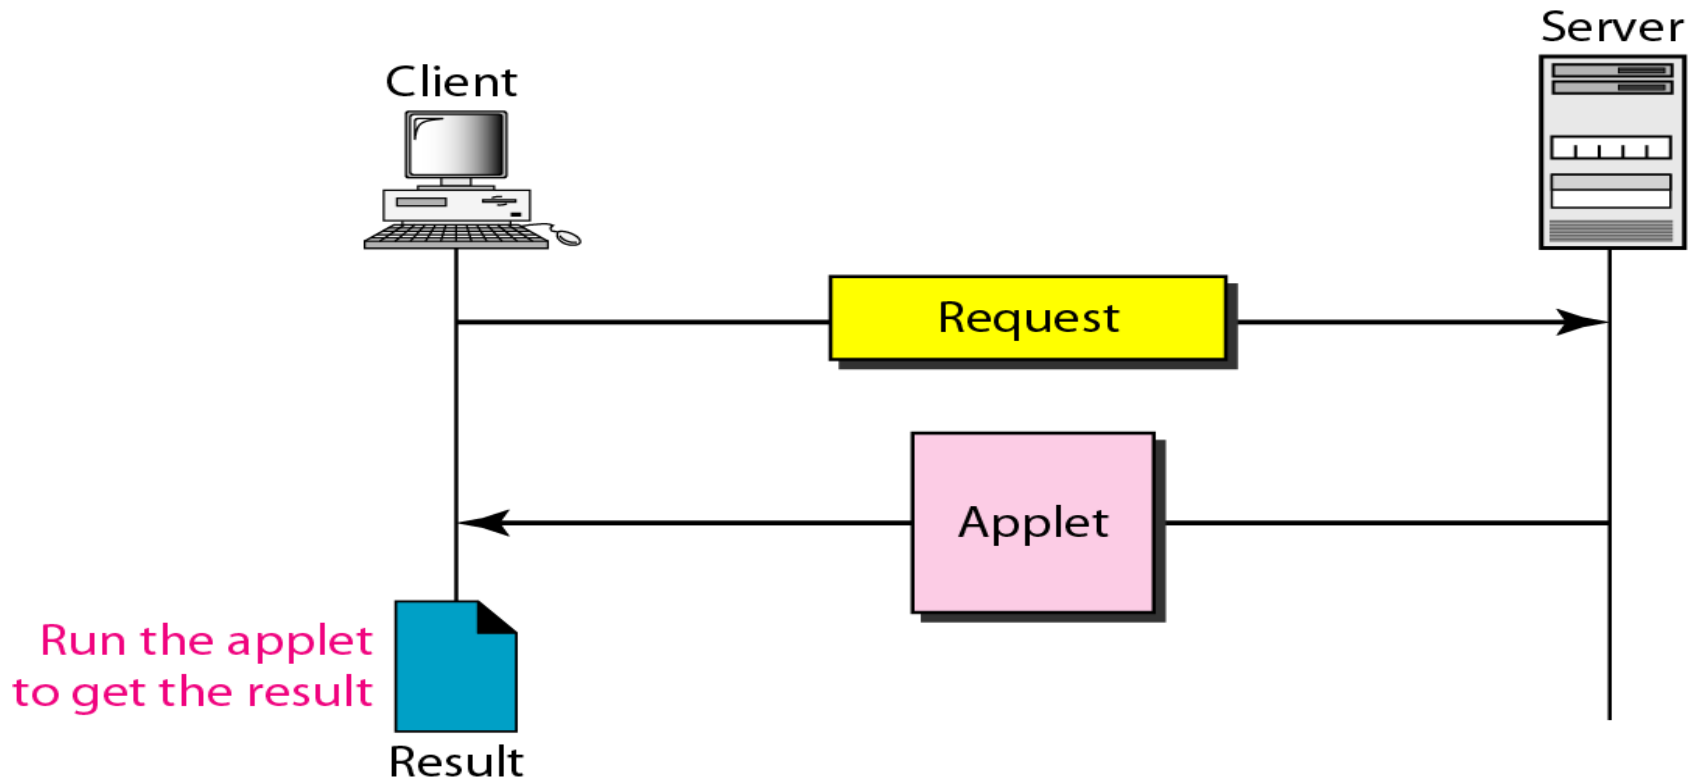 Server
Client
Request
Applet
Run the applet
to get the result
Result